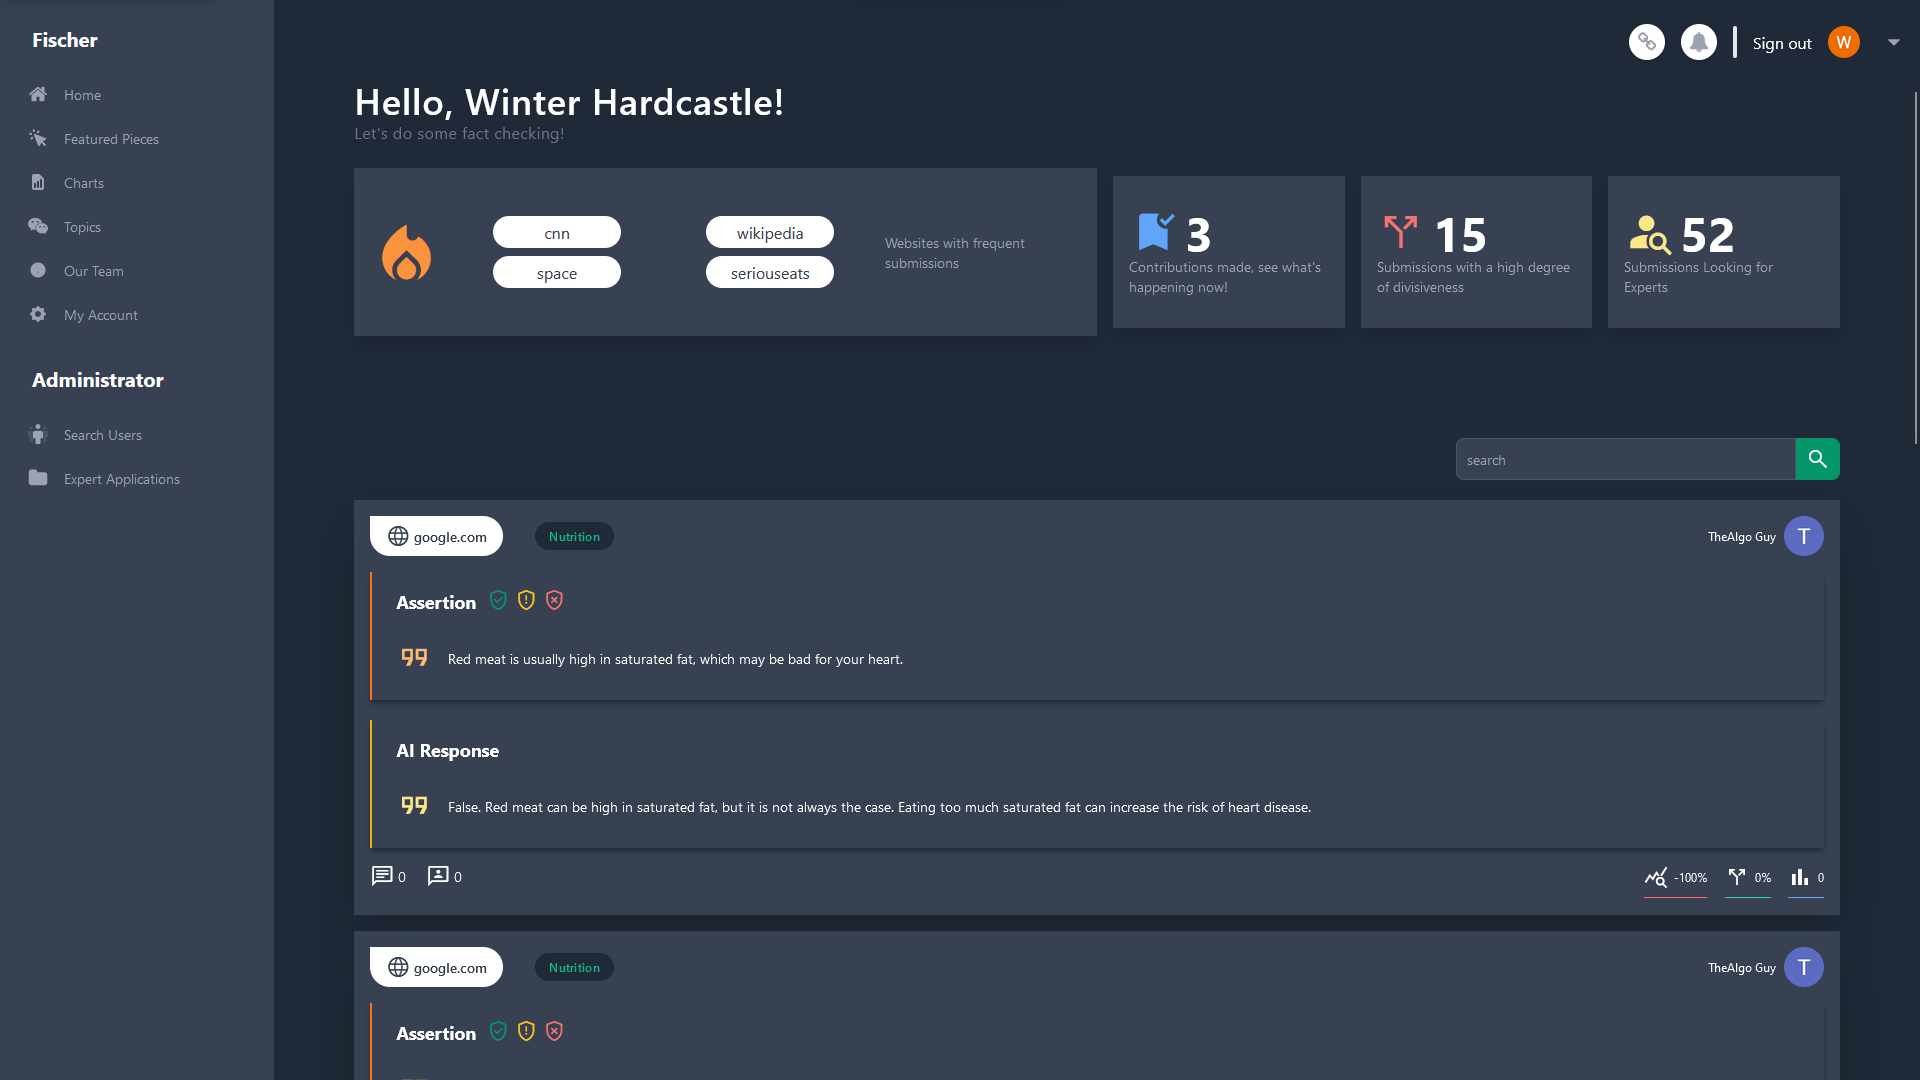 Fischer
Home
Featured Pieces
Charts
Topics
Our Team
My Account
Administrator
Search Users
Expert Applications
Sign out
W
Hello, Winter Hardcastle!
Let's do some fact checking!
cnn
wikipedia
space
seriouseats
Websites with frequent
submissions
3
Contributions made, see what's
happening now!
15
Submissions with a high degree
of divisiveness
52
Submissions Looking for
Experts
search
google.com
Nutrition
TheAlgo Guy
T
Assertion
Red meat is usually high in saturated fat, which may be bad for your heart.
AI Response
False. Red meat can be high in saturated fat, but it is not always the case. Eating too much saturated fat can increase the risk of heart disease.
0
0
-100%
0%
0
google.com
Nutrition
TheAlgo Guy
T
Assertion